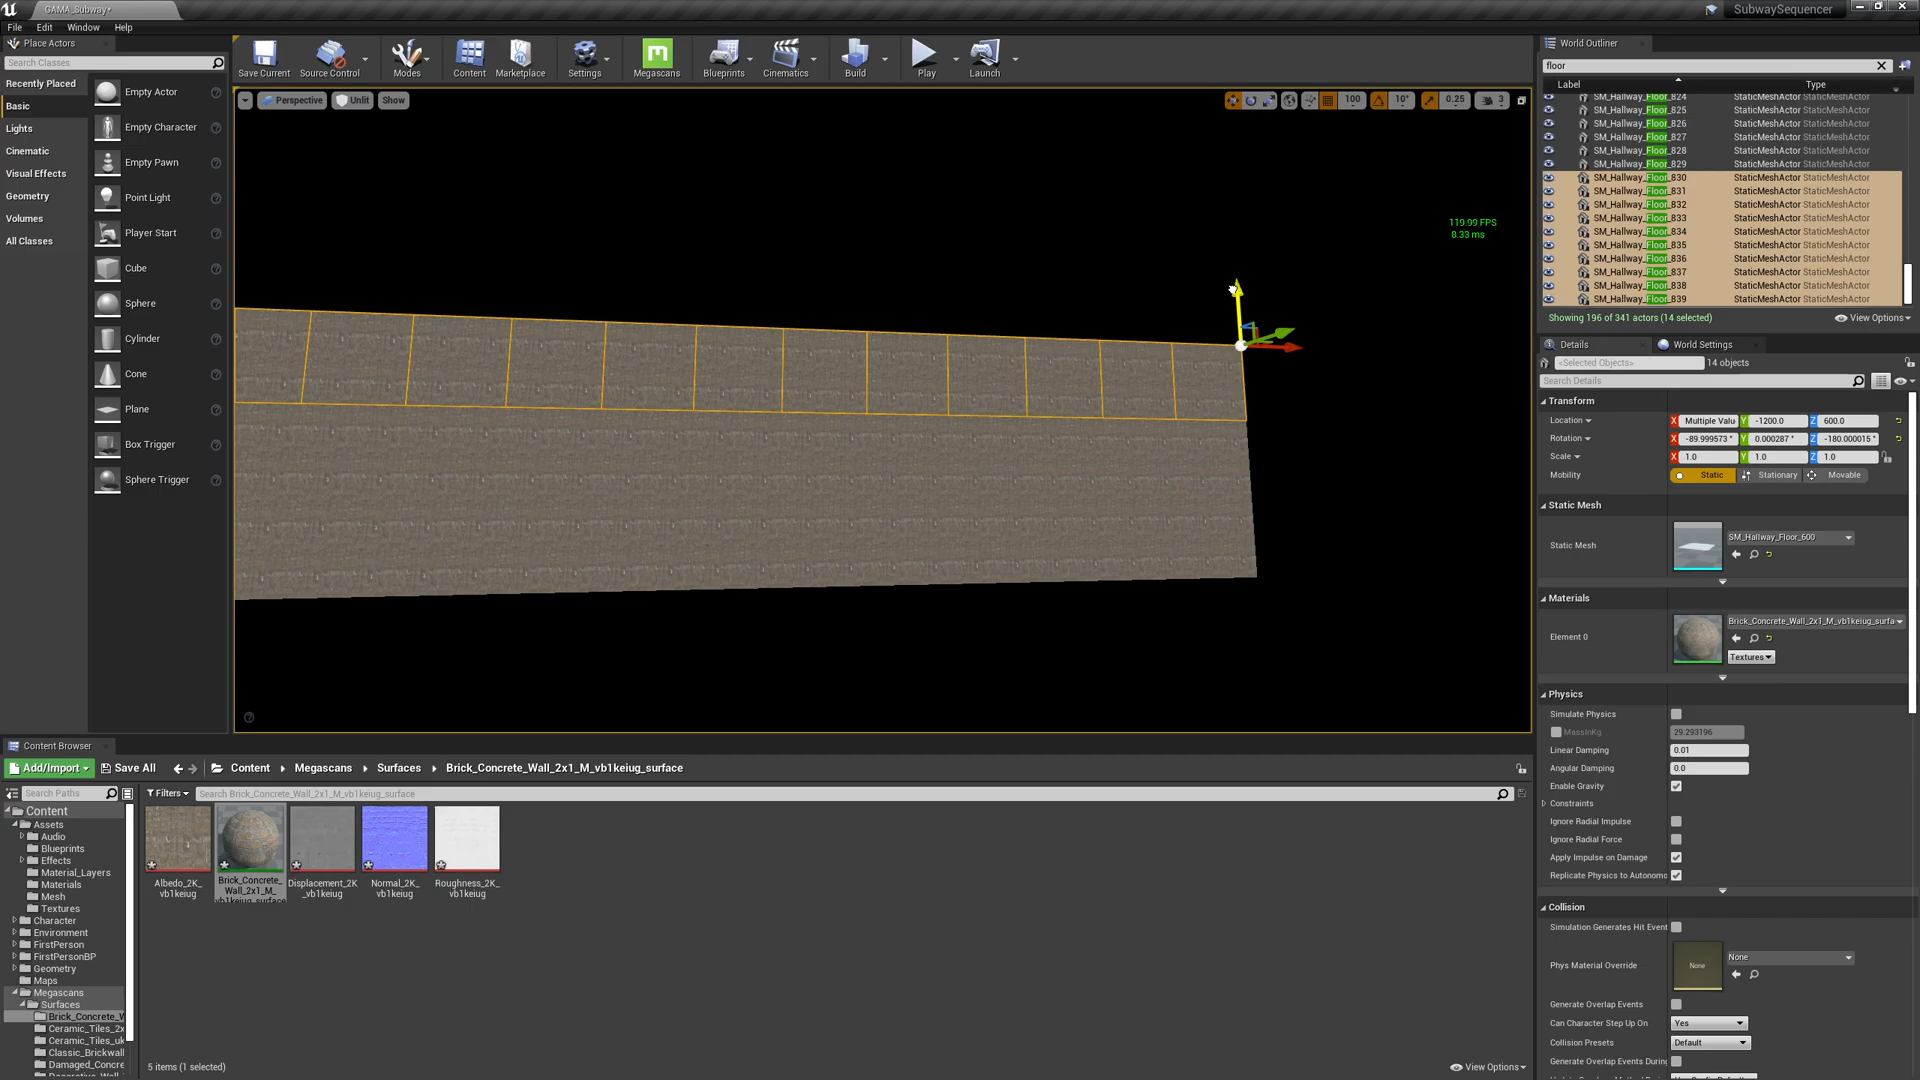 GAMA_Subway*
SubwaySequencer
File Edit Window Help
Place Actors
Search Classes
Recently Placed
Basic
Lights
Cinematic
Visual Effects
Geometry
Volumes
All Classes
Empty Actor
Empty Character
Empty Pawn
Point Light
Player Start
Cube
Sphere
Cylinder
Cone
Plane
Box Trigger
Sphere Trigger
Save Current Source Control Modes Content Marketplace Settings Megascans Blueprints Cinematics Build Play Launch
Perspective Unlit Show
100 10° 0.25 3
119.99 FPS
8.33 ms
World Outliner
floor
Label Type
SM_Hallway_Floor_824 StaticMeshActor StaticMeshActor
SM_Hallway_Floor_825 StaticMeshActor StaticMeshActor
SM_Hallway_Floor_826 StaticMeshActor StaticMeshActor
SM_Hallway_Floor_827 StaticMeshActor StaticMeshActor
SM_Hallway_Floor_828 StaticMeshActor StaticMeshActor
SM_Hallway_Floor_829 StaticMeshActor StaticMeshActor
SM_Hallway_Floor_830 StaticMeshActor StaticMeshActor
SM_Hallway_Floor_831 StaticMeshActor StaticMeshActor
SM_Hallway_Floor_832 StaticMeshActor StaticMeshActor
SM_Hallway_Floor_833 StaticMeshActor StaticMeshActor
SM_Hallway_Floor_834 StaticMeshActor StaticMeshActor
SM_Hallway_Floor_835 StaticMeshActor StaticMeshActor
SM_Hallway_Floor_836 StaticMeshActor StaticMeshActor
SM_Hallway_Floor_837 StaticMeshActor StaticMeshActor
SM_Hallway_Floor_838 StaticMeshActor StaticMeshActor
SM_Hallway_Floor_839 StaticMeshActor StaticMeshActor
Showing 196 of 341 actors (14 selected) View Options
Details World Settings
<Selected Objects> 14 objects
Search Details
Transform
Location X Multiple Valu Y -1200.0 Z 600.0
Rotation X -89.999573° Y 0.000287° Z -180.000015°
Scale X 1.0 Y 1.0 Z 1.0
Mobility Static Stationary Movable
Static Mesh
Static Mesh SM_Hallway_Floor_600
Materials
Element 0 Brick_Concrete_Wall_2x1_M_vb1keiug_surfa
Textures
Physics
Simulate Physics
MassInKg 29.293196
Linear Damping 0.01
Angular Damping 0.0
Enable Gravity
Constraints
Ignore Radial Impulse
Ignore Radial Force
Apply Impulse on Damage
Replicate Physics to Autonomo
Collision
Simulation Generates Hit Event
Phys Material Override None None
Generate Overlap Events
Can Character Step Up On Yes
Collision Presets Default
Generate Overlap Events During
Content Browser
Add/Import Save All Content Megascans Surfaces Brick_Concrete_Wall_2x1_M_vb1keiug_surface
Search Paths
Filters Search Brick_Concrete_Wall_2x1_M_vb1keiug_surface
Content
Assets
Audio
Blueprints
Effects
Material_Layers
Materials
Mesh
Textures
Character
Environment
FirstPerson
FirstPersonBP
Geometry
Maps
Megascans
Surfaces
Brick_Concrete_W
Ceramic_Tiles_2x
Ceramic_Tiles_uk
Classic_Brickwall
Damaged_Concre
Albedo_2K_
vb1keiug
Brick_Concrete_
Wall_2x1_M_
vb1keiug_surface
Displacement_2K
_vb1keiug
Normal_2K_
vb1keiug
Roughness_2K_
vb1keiug
5 items (1 selected)
View Options